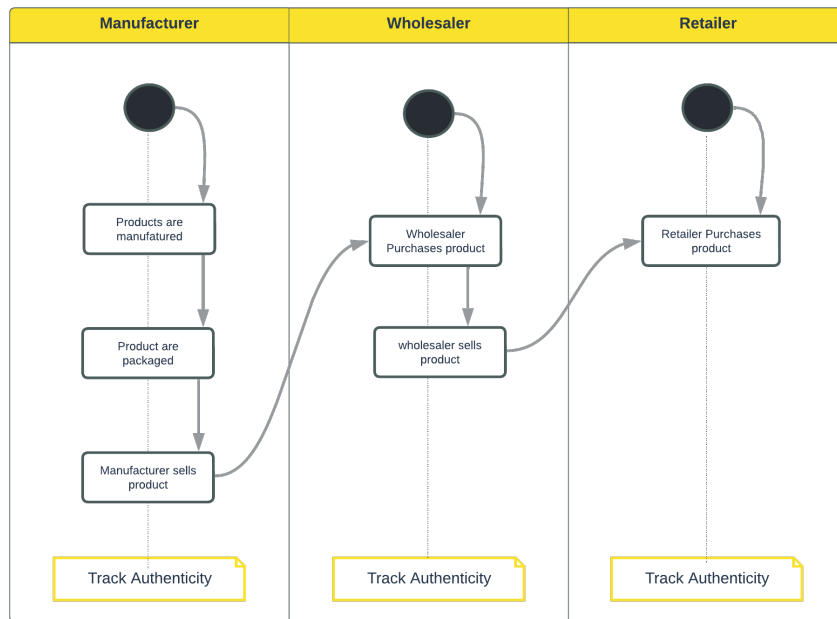 Manufacturer
Wholesaler
Retailer
Products are
manufatured
Wholesaler
Purchases product
Retailer Purchases
product
Product are
packaged
wholesaler sells
product
Manufacturer sells
product
Track Authenticity
Track Authenticity
Track Authenticity